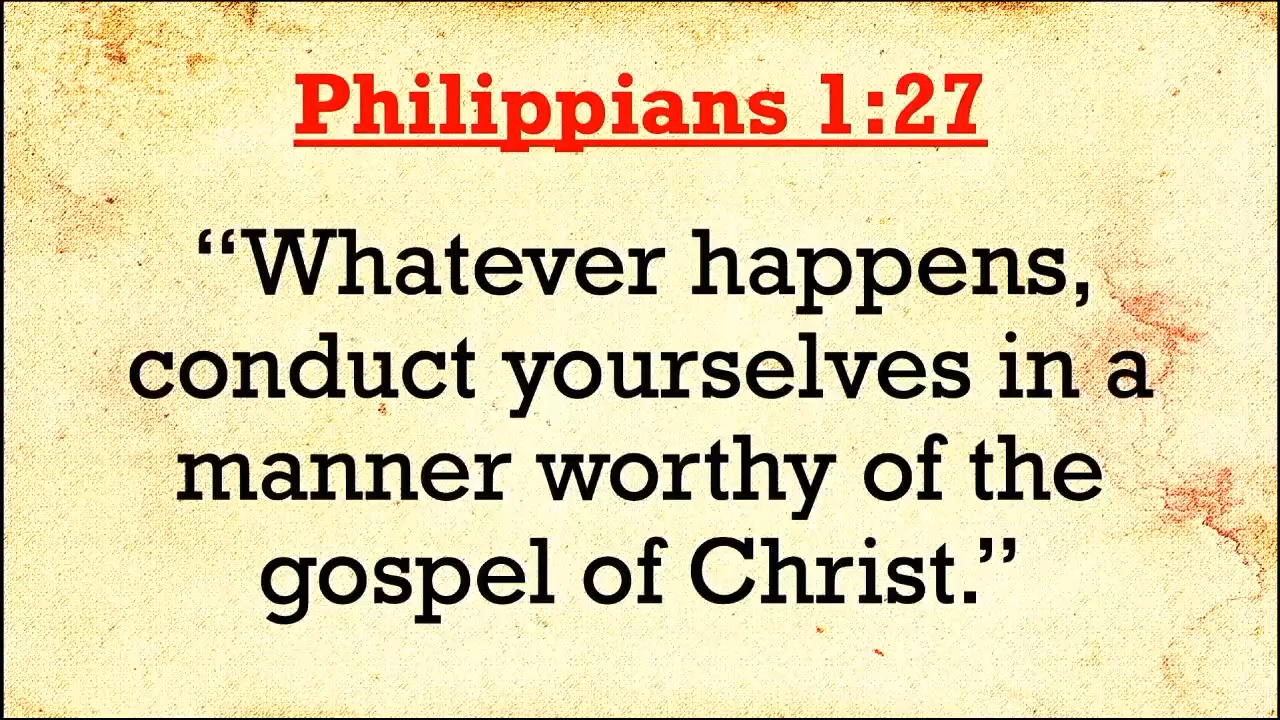 Philippians 1:27
“Whatever happens,
conduct yourselves in a
manner worthy of the
gospel of Christ.”